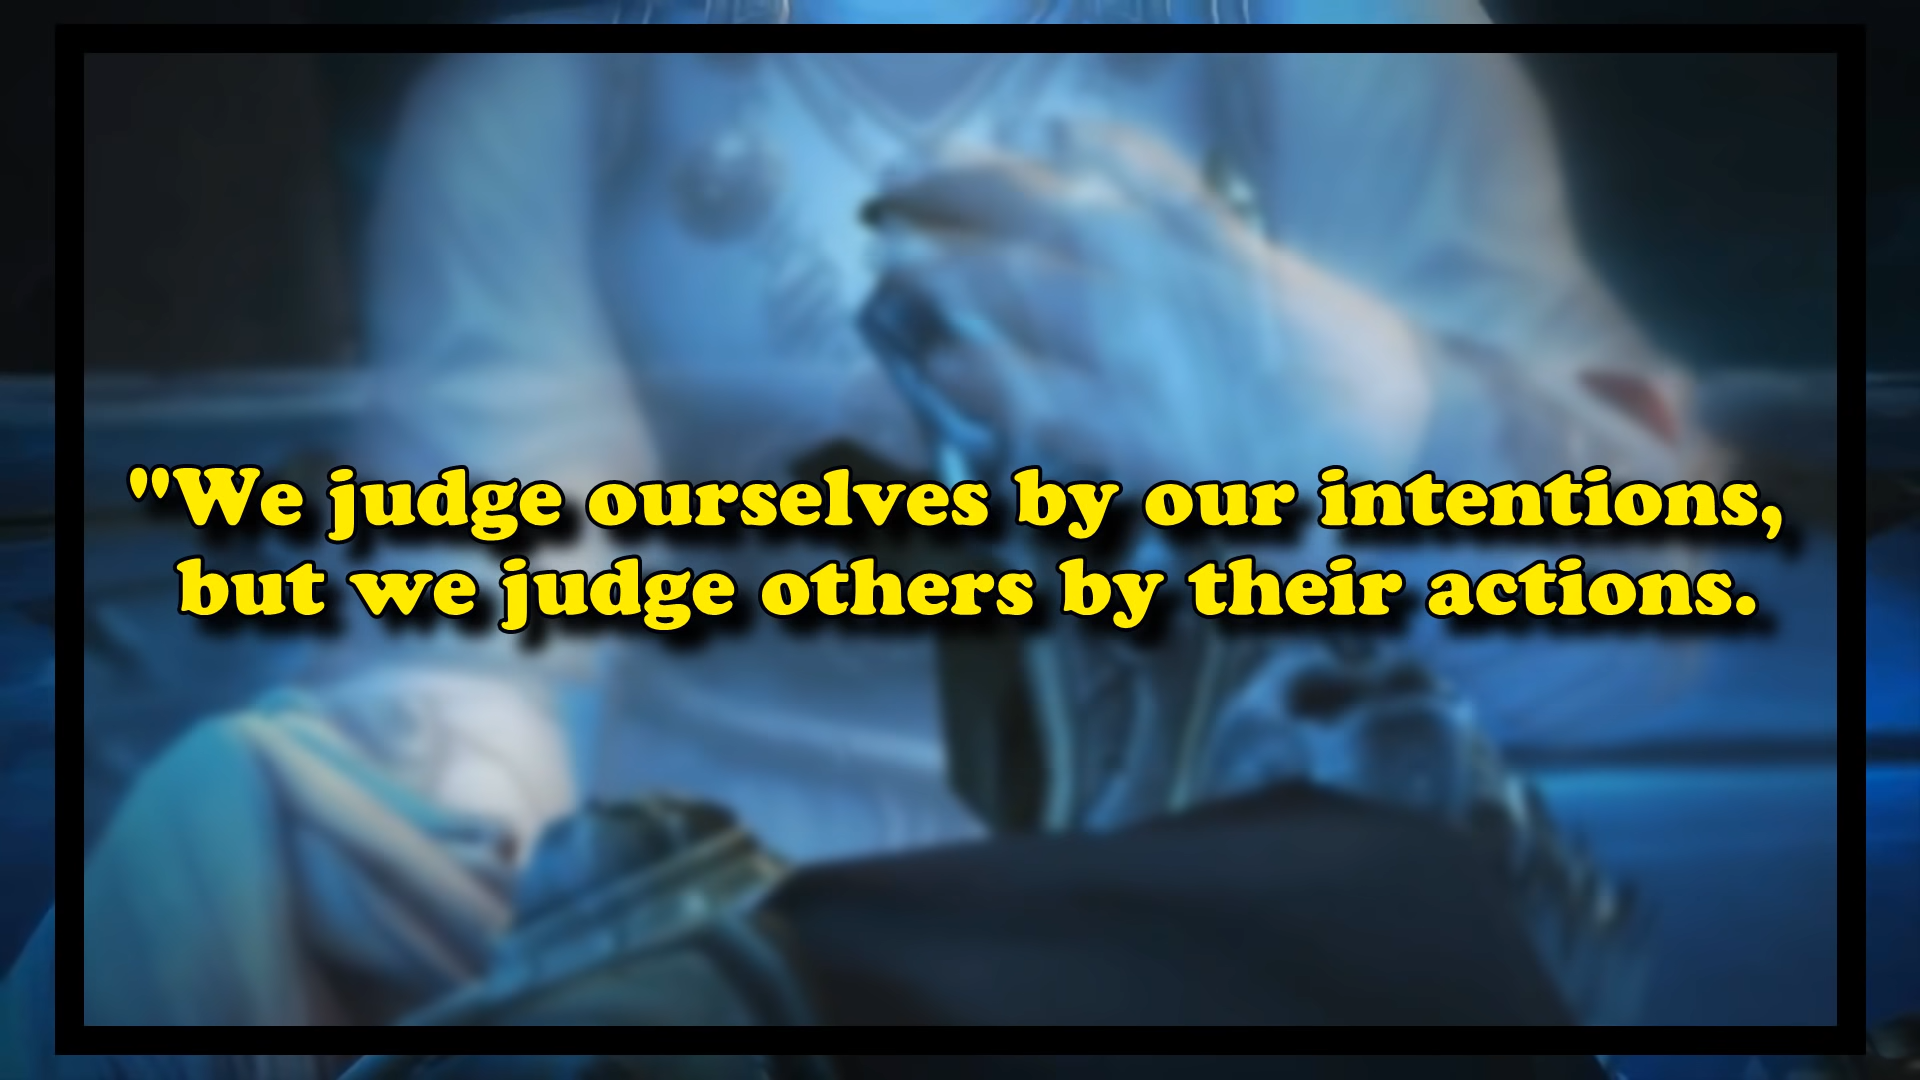 "We judge ourselves by our intentions,
but we judge others by their actions.